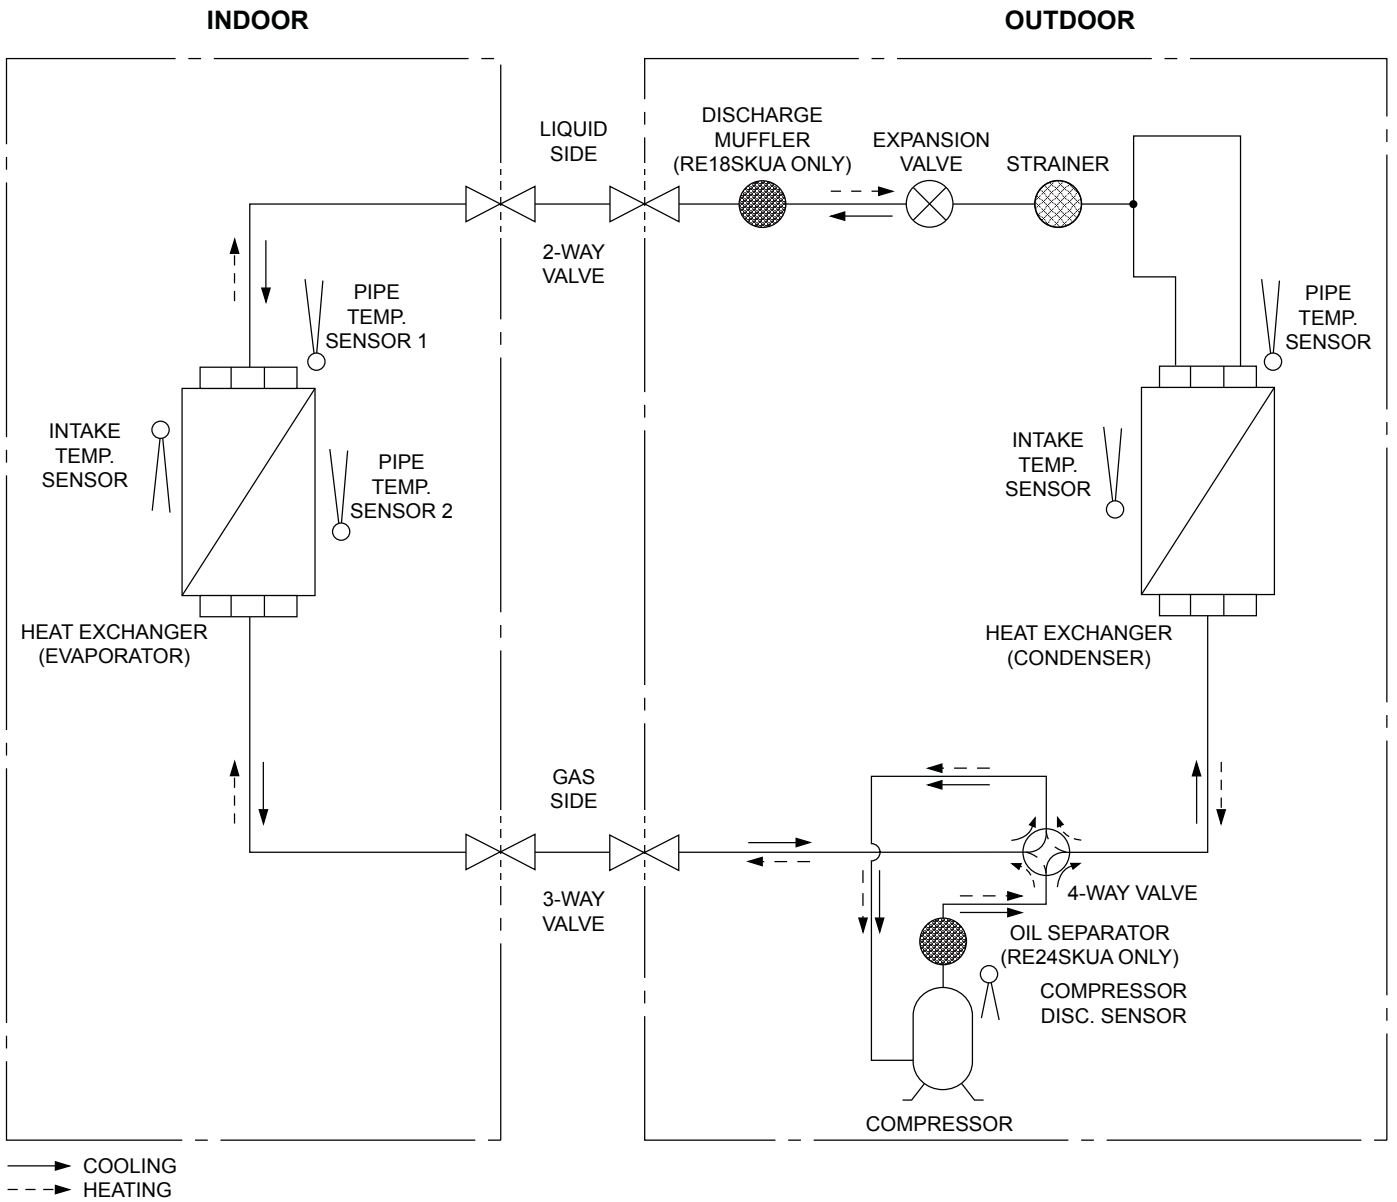 INDOOR
OUTDOOR
LIQUID
SIDE
2-WAY
VALVE
DISCHARGE
MUFFLER
(RE18SKUA ONLY)
EXPANSION
VALVE
STRAINER
PIPE
TEMP.
SENSOR 1
INTAKE
TEMP.
SENSOR
PIPE
TEMP.
SENSOR 2
HEAT EXCHANGER
(EVAPORATOR)
PIPE
TEMP.
SENSOR
INTAKE
TEMP.
SENSOR
HEAT EXCHANGER
(CONDENSER)
GAS
SIDE
3-WAY
VALVE
4-WAY VALVE
OIL SEPARATOR
(RE24SKUA ONLY)
COMPRESSOR
DISC. SENSOR
COMPRESSOR
COOLING
HEATING